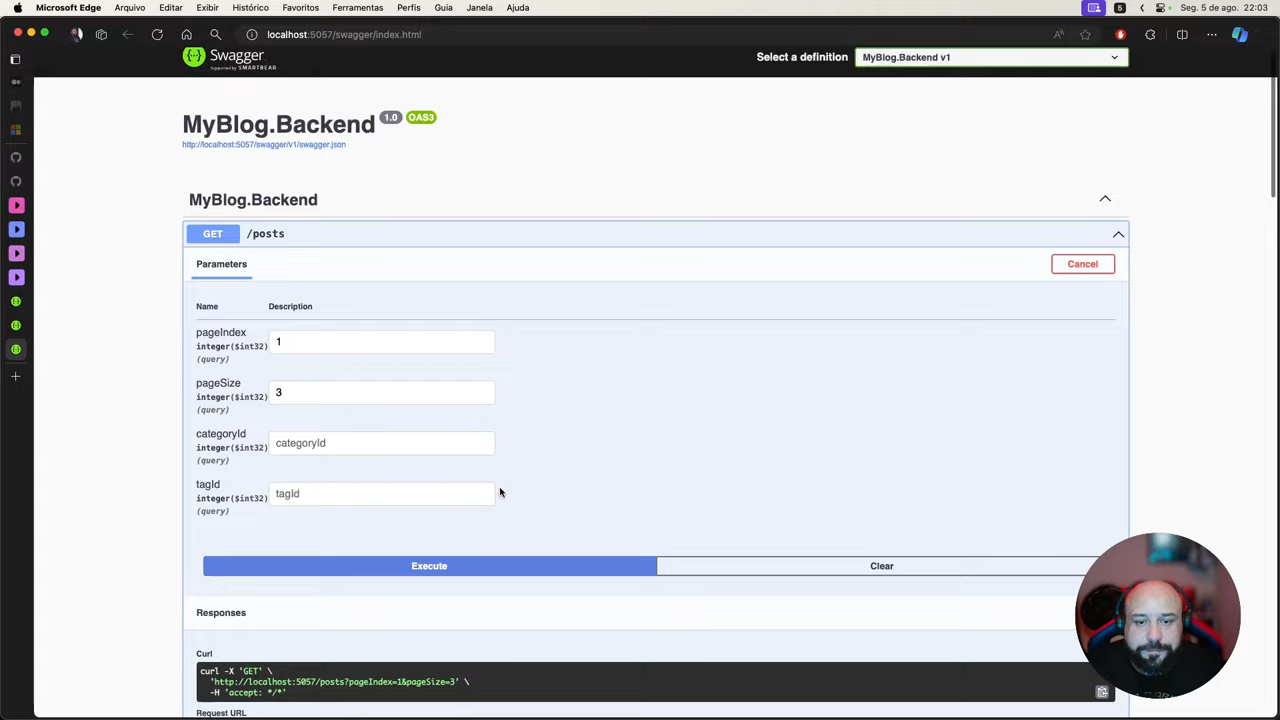 Microsoft Edge Arquivo Editar Exibir Histórico Favoritos Ferramentas Perfis Guia Janela Ajuda 5 Seg. 5 de ago. 22:03
localhost:5057/swagger/index.html
Swagger
Supported by SMARTBEAR
Select a definition
MyBlog.Backend v1
MyBlog.Backend 1.0 OAS3
http://localhost:5057/swagger/v1/swagger.json
MyBlog.Backend
GET /posts
Parameters
Cancel
Name Description
pageIndex
integer($int32)
(query)
1
pageSize
integer($int32)
(query)
3
categoryId
integer($int32)
(query)
categoryId
tagId
integer($int32)
(query)
tagId
Execute
Clear
Responses
Curl
curl -X 'GET' \
'http://localhost:5057/posts?pageIndex=1&pageSize=3' \
-H 'accept: */*'
Request URL